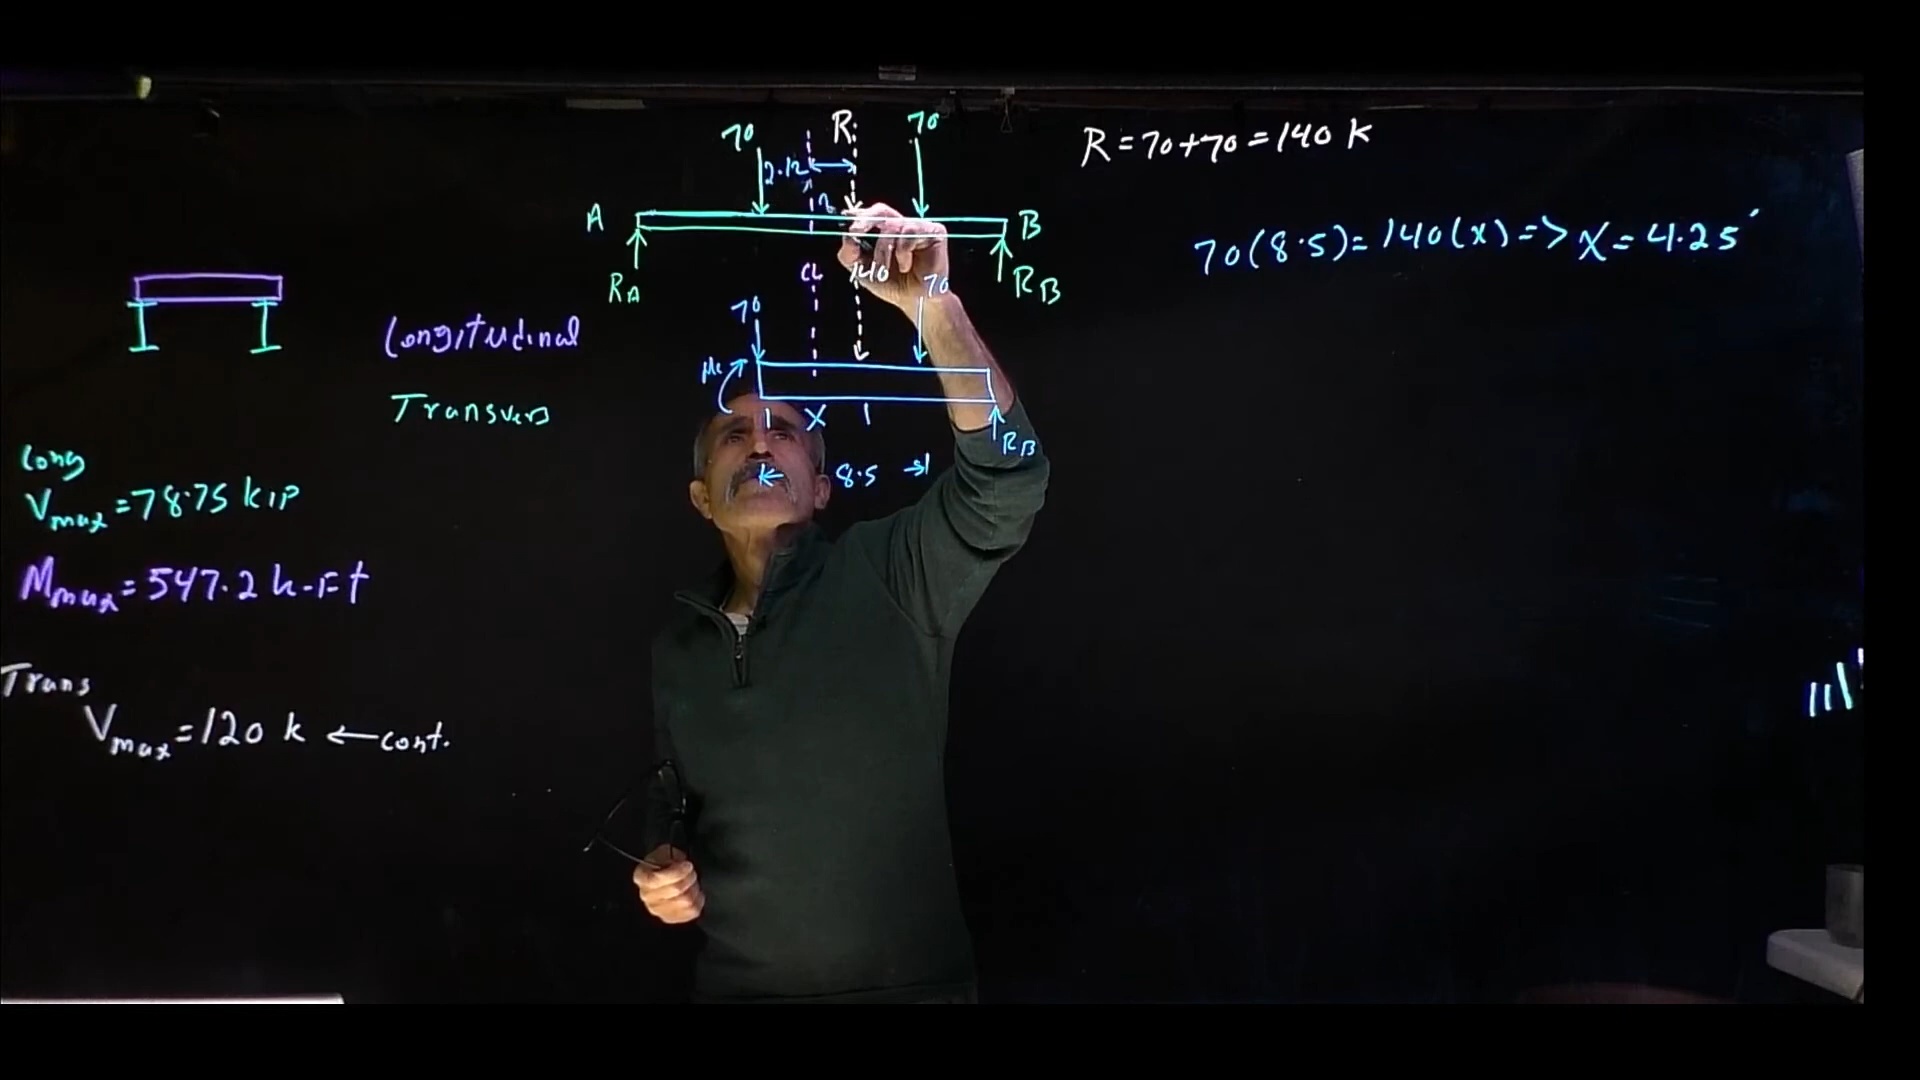 70
R
70
2.12
A
B
RA
RB
CL
140
70
70
Mc
X
8.5
RB
R = 70+70 = 140 K
70(8.5) = 140(x) => X = 4.25'
Longitudinal
Transvers
Long
Vmax = 78.75 kIP
Mmax = 547.2 k-Ft
Trans
Vmax = 120 k ← cont.